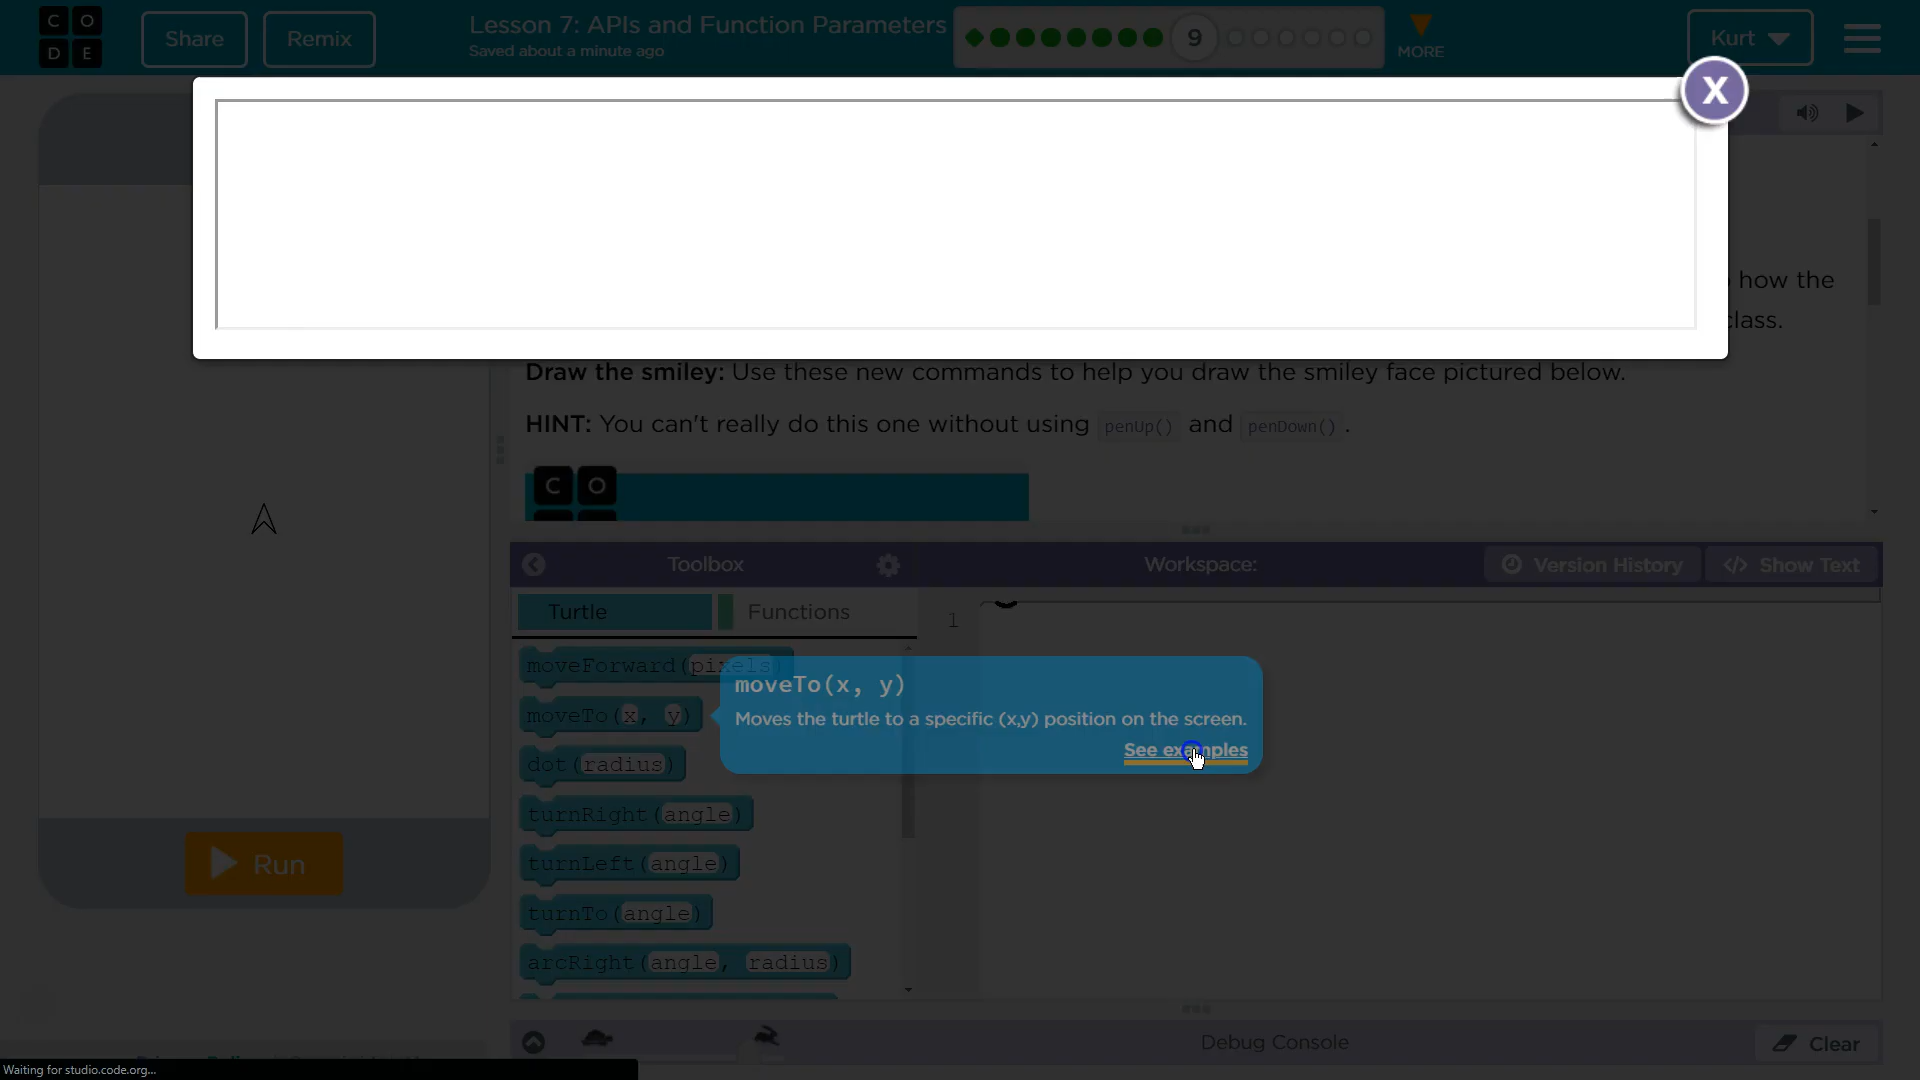 C O
D E
Share
Remix
Lesson 7: APIs and Function Parameters
Saved about a minute ago
9
MORE
Kurt
X
how the
class.
Draw the smiley: Use these new commands to help you draw the smiley face pictured below.
HINT: You can't really do this one without using penUp() and penDown() .
C O
Toolbox
Workspace:
Version History
</> Show Text
Turtle
Functions
1
moveForward(pixels)
moveTo(x, y)
moveTo(x, y)
Moves the turtle to a specific (x,y) position on the screen.
See examples
dot(radius)
turnRight(angle)
turnLeft(angle)
turnTo(angle)
arcRight(angle, radius)
Run
Debug Console
Clear
Waiting for studio.code.org...